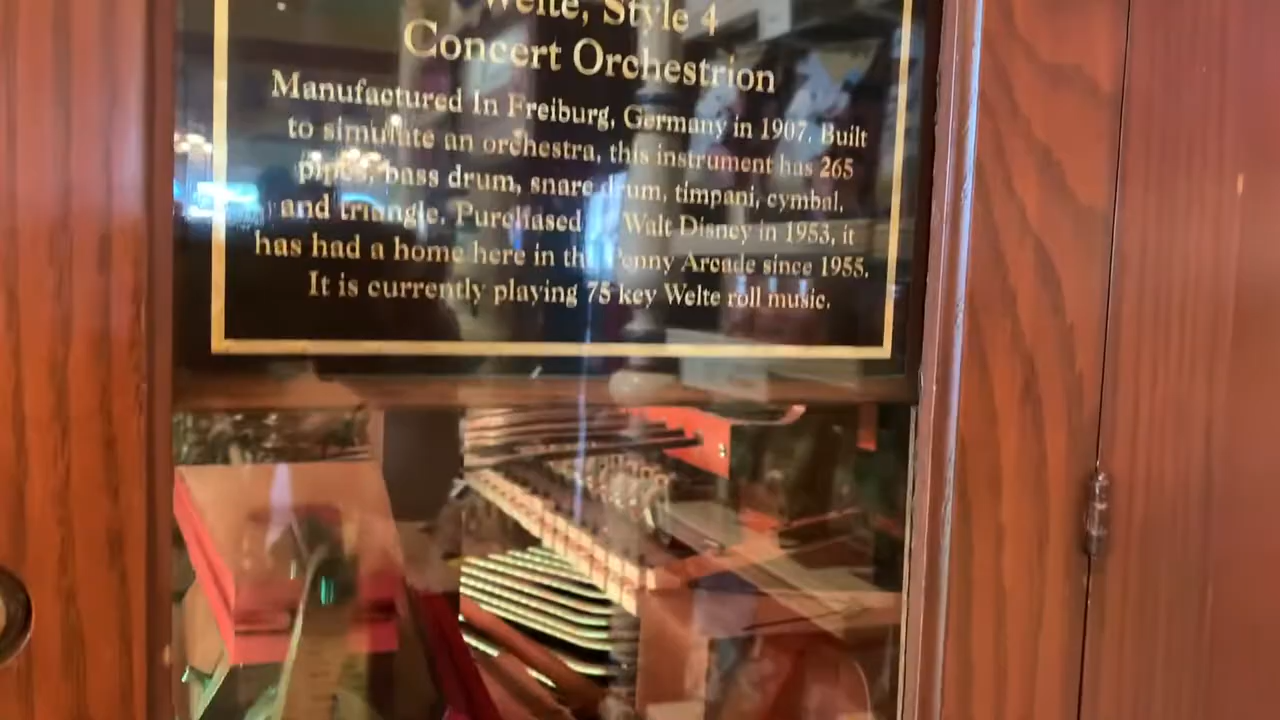 Welte, Style 4
Concert Orchestrion
Manufactured In Freiburg, Germany in 1907. Built
to simulate an orchestra, this instrument has 265
pipes, bass drum, snare drum, timpani, cymbal,
and triangle. Purchased Walt Disney in 1953, it
has had a home here in the Penny Arcade since 1955.
It is currently playing 75 key Welte roll music.